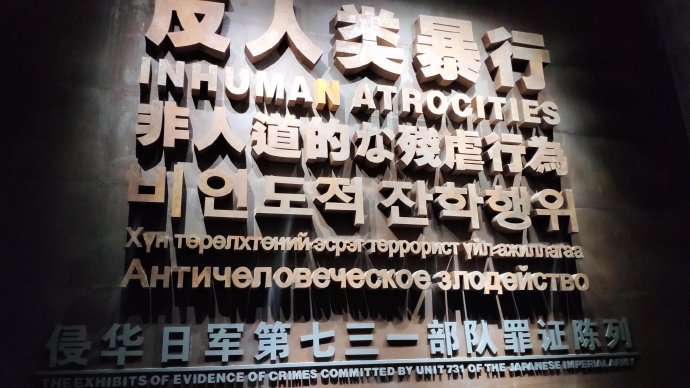 反人类暴行
INHUMAN ATROCITIES
非人道的な残虐行為
비인도적 잔학행위
Хүн төрөлхтөний эсрэг террорист үйл ажиллагаа
Античеловеческое злодейство
侵华日军第七三一部队罪证陈列
THE EXHIBITS OF EVIDENCE OF CRIMES COMMITTED BY UNIT 731 OF THE JAPANESE IMPERIAL ARMY